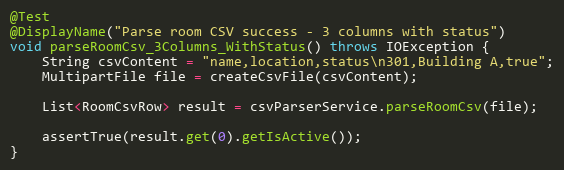 @Test
@DisplayName("Parse room CSV success - 3 columns with status")
void parseRoomCsv_3Columns_WithStatus() throws IOException {
    String csvContent = "name,location,status\n301,Building A,true";
    MultipartFile file = createCsvFile(csvContent);

    List<RoomCsvRow> result = csvParserService.parseRoomCsv(file);

    assertTrue(result.get(0).getIsActive());
}